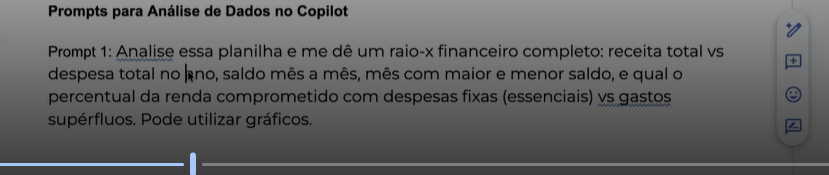 Prompts para Análise de Dados no Copilot
Prompt 1: Analise essa planilha e me dê um raio-x financeiro completo: receita total vs
despesa total no ano, saldo mês a mês, mês com maior e menor saldo, e qual o
percentual da renda comprometido com despesas fixas (essenciais) vs gastos
supérfluos. Pode utilizar gráficos.